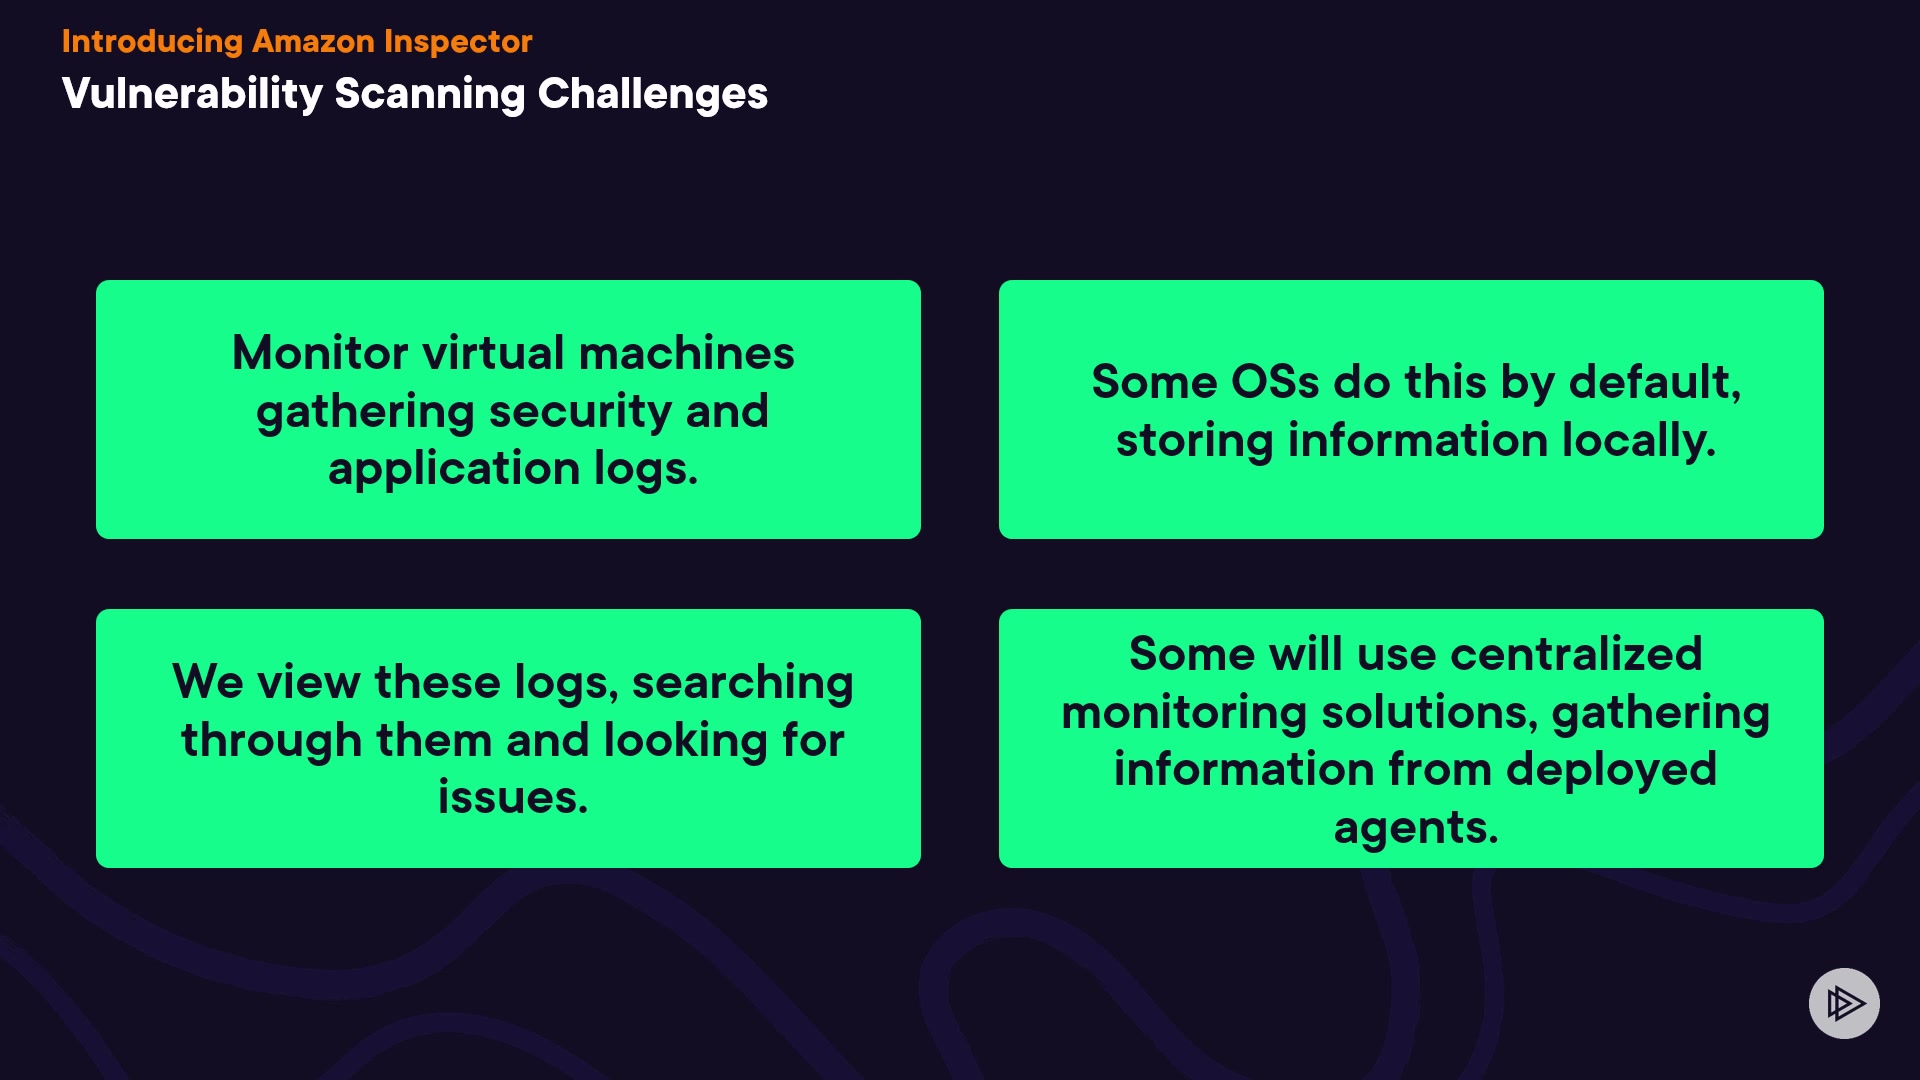 Introducing Amazon Inspector
Vulnerability Scanning Challenges
Monitor virtual machines
gathering security and
application logs.
Some OSs do this by default,
storing information locally.
We view these logs, searching
through them and looking for
issues.
Some will use centralized
monitoring solutions, gathering
information from deployed
agents.